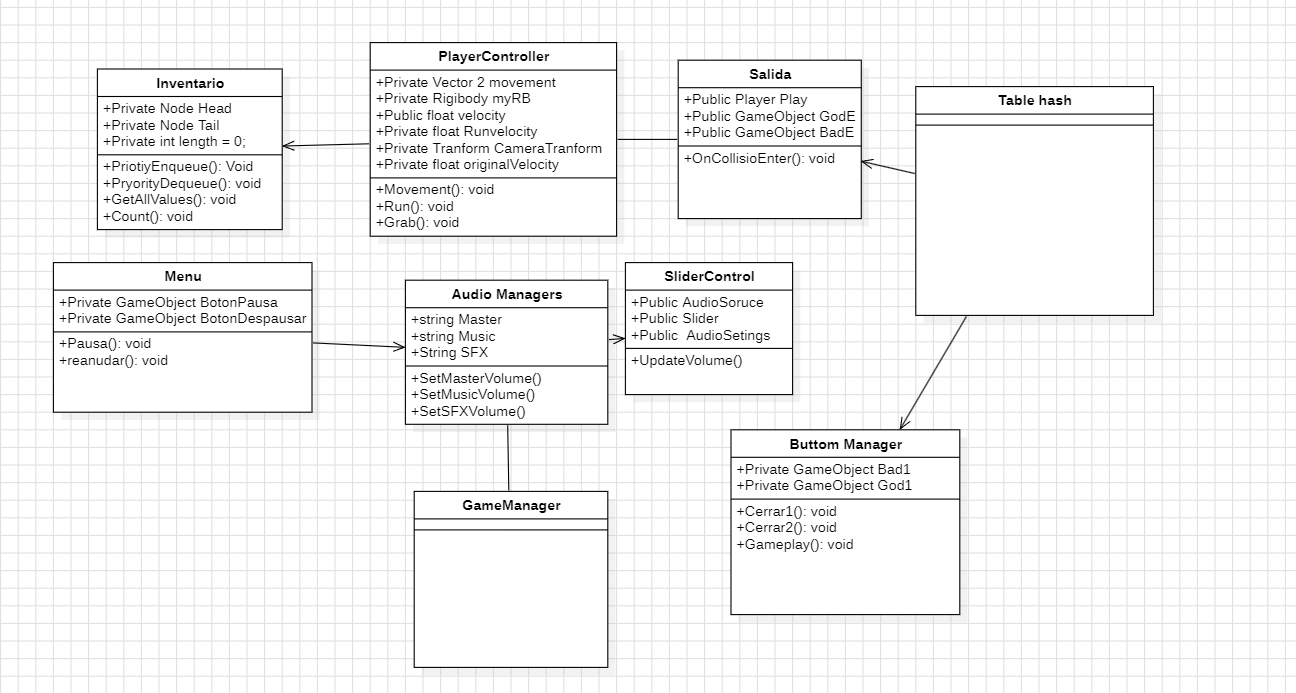 Inventario
+Private Node Head
+Private Node Tail
+Private int length = 0;
+PriotiyEnqueue(): Void
+PryorityDequeue(): void
+GetAllValues(): void
+Count(): void
PlayerController
+Private Vector 2 movement
+Private Rigibody myRB
+Public float velocity
+Private float Runvelocity
+Private Tranform CameraTranform
+Private float originalVelocity
+Movement(): void
+Run(): void
+Grab(): void
Salida
+Public Player Play
+Public GameObject GodE
+Public GameObject BadE
+OnCollisioEnter(): void
Table hash
Menu
+Private GameObject BotonPausa
+Private GameObject BotonDespausar
+Pausa(): void
+reanudar(): void
Audio Managers
+string Master
+string Music
+String SFX
+SetMasterVolume()
+SetMusicVolume()
+SetSFXVolume()
SliderControl
+Public AudioSoruce
+Public Slider
+Public  AudioSetings
+UpdateVolume()
GameManager
Buttom Manager
+Private GameObject Bad1
+Private GameObject God1
+Cerrar1(): void
+Cerrar2(): void
+Gameplay(): void